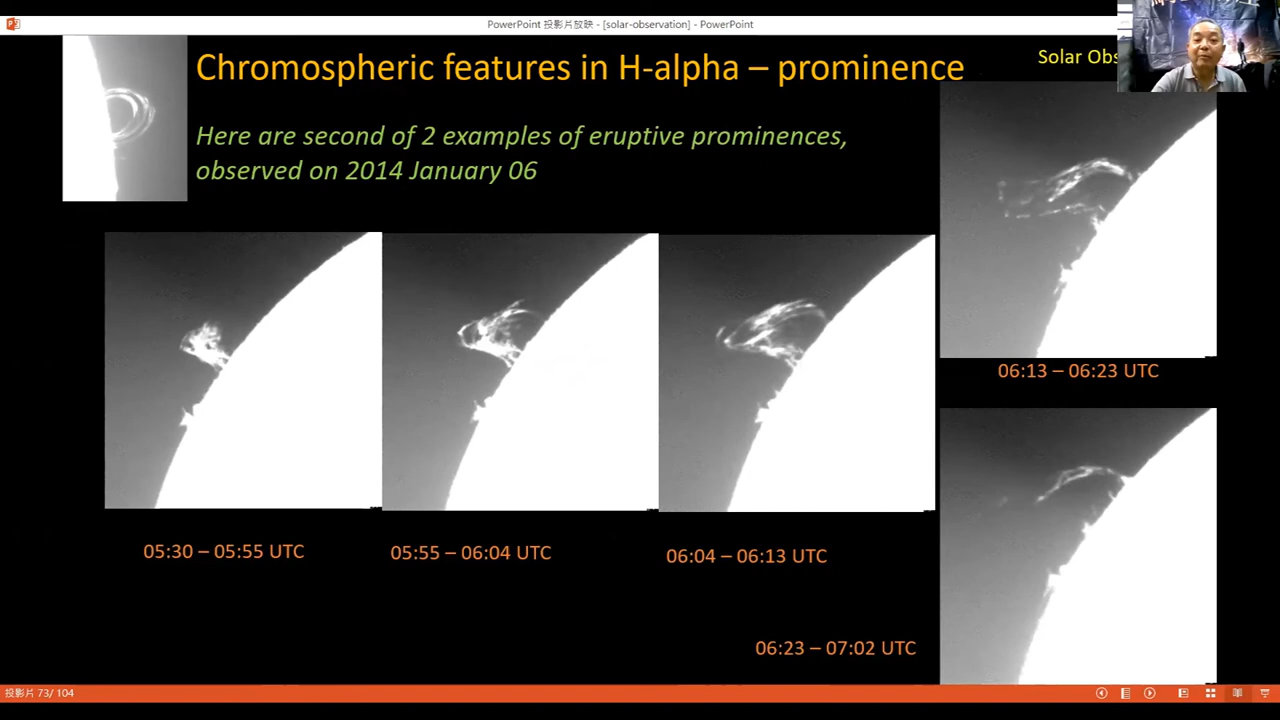 PowerPoint 投影片放映 - [solar-observation] - PowerPoint
Chromospheric features in H-alpha – prominence
Solar Obs
Here are second of 2 examples of eruptive prominences,
observed on 2014 January 06
06:13 – 06:23 UTC
05:30 – 05:55 UTC
05:55 – 06:04 UTC
06:04 – 06:13 UTC
06:23 – 07:02 UTC
投影片 73/ 104